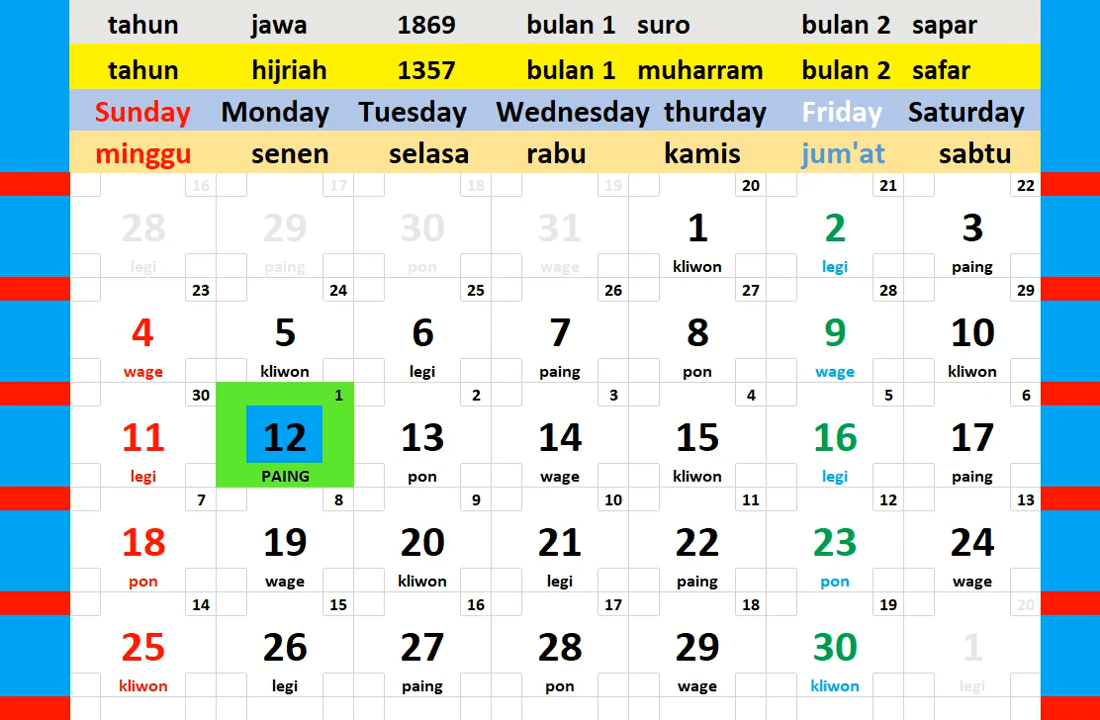 tahun jawa 1869 bulan 1 suro bulan 2 sapar
tahun hijriah 1357 bulan 1 muharram bulan 2 safar
Sunday Monday Tuesday Wednesday thurday Friday Saturday
minggu senen selasa rabu kamis jum'at sabtu
16 17 18 19 20 21 22
28 29 30 31 1 2 3
legi paing pon wage kliwon legi paing
23 24 25 26 27 28 29
4 5 6 7 8 9 10
wage kliwon legi paing pon wage kliwon
30 1 2 3 4 5 6
11 12 13 14 15 16 17
legi PAING pon wage kliwon legi paing
7 8 9 10 11 12 13
18 19 20 21 22 23 24
pon wage kliwon legi paing pon wage
14 15 16 17 18 19 20
25 26 27 28 29 30 1
kliwon legi paing pon wage kliwon legi